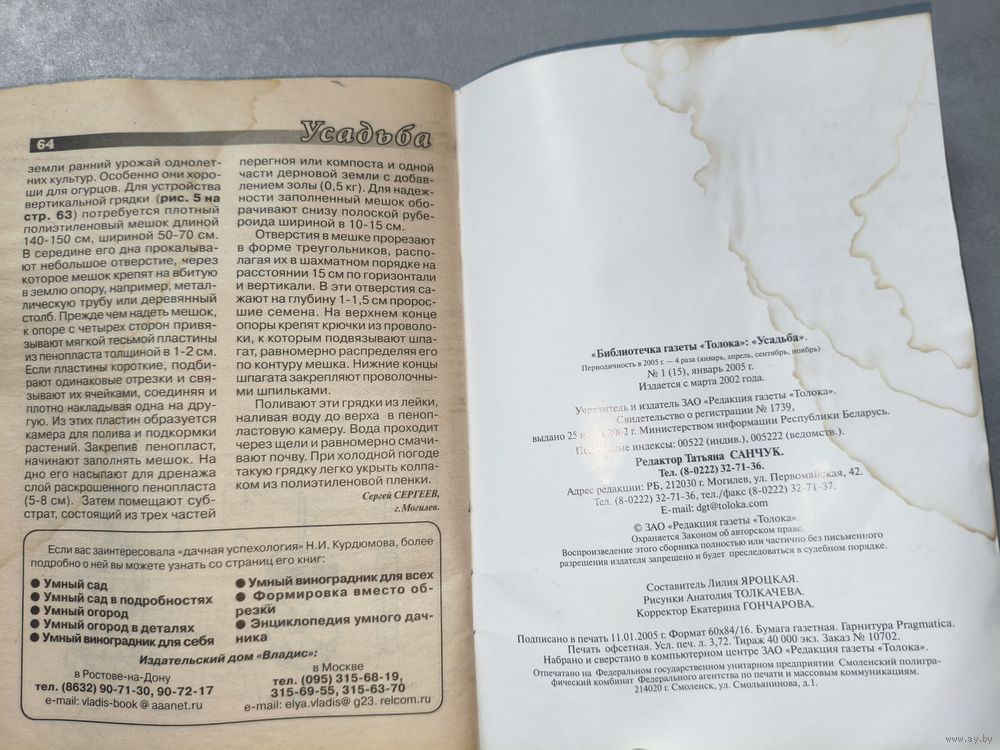 64
Усадьба
земли ранний урожай однолет-
них культур. Особенно они хоро-
ши для огурцов. Для устройства
вертикальной грядки (рис. 5 на
стр. 63) потребуется плотный
полиэтиленовый мешок длиной
140-150 см, шириной 50-70 см.
В середине его дна прокалыва-
ют небольшое отверстие, через
которое мешок крепят на вбитую
в землю опору, например, метал-
лическую трубу или деревянный
столб. Прежде чем надеть мешок,
к опоре с четырех сторон привя-
зывают мягкой тесьмой пластины
из пенопласта толщиной в 1-2 см.
Если пластины короткие, подби-
рают одинаковые отрезки и свя-
зывают их ячейками, соединяя и
плотно накладывая одна на дру-
гую. Из этих пластин образуется
камера для полива и подкормки
растений. Закрепив пенопласт,
начинают заполнять мешок. На
дно его насыпают для дренажа
слой раскрошенного пенопласта
(5-8 см). Затем помещают суб-
страт, состоящий из трех частей
перегноя или компоста и одной
части дерновой земли с добав-
лением золы (0,5 кг). Для надеж-
ности заполненный мешок обо-
рачивают снизу полоской рубе-
роида шириной в 10-15 см.
Отверстия в мешке прорезают
в форме треугольников, распо-
лагая их в шахматном порядке на
расстоянии 15 см по горизонтали
и вертикали. В эти отверстия са-
жают на глубину 1-1,5 см пророс-
шие семена. На верхнем конце
опоры крепят крючки из проволо-
ки, к которым подвязывают шпа-
гат, равномерно распределяя его
по контуру мешка. Нижние концы
шпагата закрепляют проволочны-
ми шпильками.
Поливают эти грядки из лейки,
наливая воду до верха в пеноп-
ластовую камеру. Вода проходит
через щели и равномерно смачи-
вают почву. При холодной погоде
такую грядку легко укрыть колпа-
ком из полиэтиленовой пленки.
Сергей СЕРГЕЕВ,
г.Могилев.
Если вас заинтересовала «дачная успехология» Н.И. Курдюмова, более
подробно о ней вы можете узнать со страниц его книг:
● Умный сад
● Умный сад в подробностях
● Умный огород
● Умный огород в деталях
● Умный виноградник для себя
● Умный виноградник для всех
● Формировка вместо об-
резки
● Энциклопедия умного дач-
ника
Издательский дом «Владис»:
в Ростове-на-Дону
тел. (8632) 90-71-30, 90-72-17
e-mail: vladis-book @ aaanet.ru
в Москве
тел. (095) 315-68-19,
315-69-55, 315-63-70
e-mail: elya.vladis@ g23. relcom.ru
«Библиотечка газеты «Толока»: «Усадьба».
Периодичность в 2005 г. — 4 раза (январь, апрель, сентябрь, ноябрь)
№ 1 (15), январь 2005 г.
Издается с марта 2002 года.
Учредитель и издатель ЗАО «Редакция газеты «Толока».
Свидетельство о регистрации № 1739,
выдано 25 2002 г. Министерством информации Республики Беларусь.
Подписные индексы: 00522 (индив.), 005222 (ведомств.).
Редактор Татьяна САНЧУК.
Тел. (8-0222) 32-71-36.
Адрес редакции: РБ, 212030 г. Могилев, ул. Первомайская, 42.
Тел. (8-0222) 32-71-36, тел./факс (8-0222) 32-71-37.
E-mail: dgt@toloka.com
© ЗАО «Редакция газеты «Толока».
Охраняется Законом об авторском праве.
Воспроизведение этого сборника полностью или частично без письменного
разрешения издателя запрещено и будет преследоваться в судебном порядке.
Составитель Лилия ЯРОЦКАЯ.
Рисунки Анатолия ТОЛКАЧЕВА.
Корректор Екатерина ГОНЧАРОВА.
Подписано в печать 11.01.2005 г. Формат 60х84/16. Бумага газетная. Гарнитура Pragmatica.
Печать офсетная. Усл. печ. л. 3,72. Тираж 40 000 экз. Заказ № 10702.
Набрано и сверстано в компьютерном центре ЗАО «Редакция газеты «Толока».
Отпечатано на Федеральном государственном унитарном предприятии Смоленский полигра-
фический комбинат Федерального агентства по печати и массовым коммуникациям.
214020 г. Смоленск, ул. Смольянинова, д.1.
www.ay.by